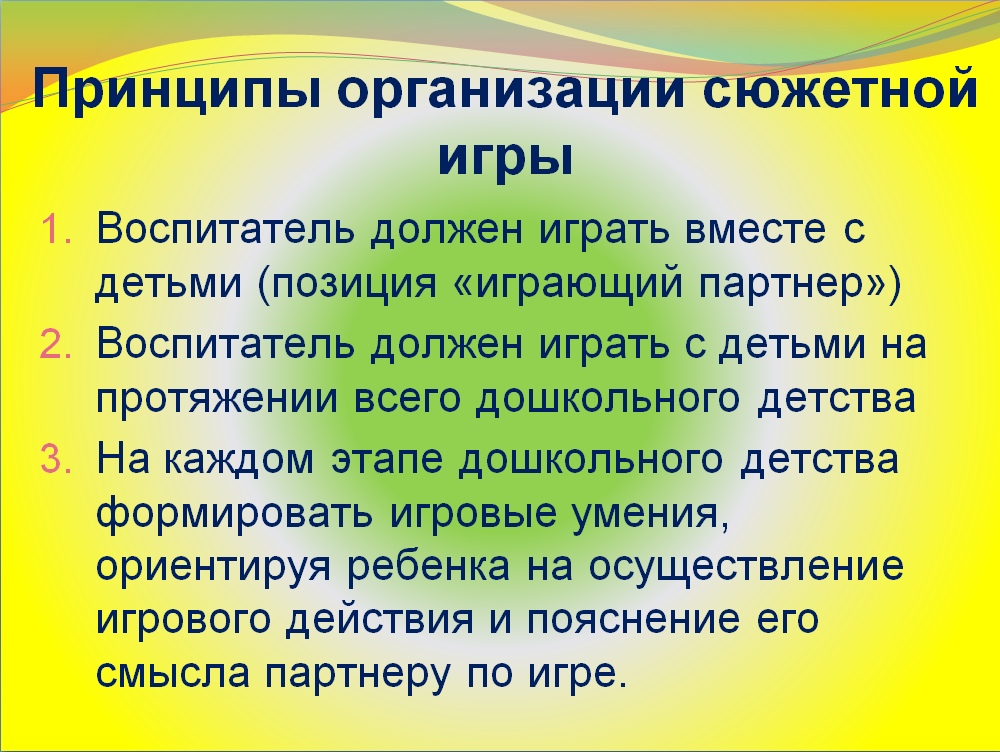 Принципы организации сюжетной
игры
1. Воспитатель должен играть вместе с
детьми (позиция «играющий партнер»)
2. Воспитатель должен играть с детьми на
протяжении всего дошкольного детства
3. На каждом этапе дошкольного детства
формировать игровые умения,
ориентируя ребенка на осуществление
игрового действия и пояснение его
смысла партнеру по игре.